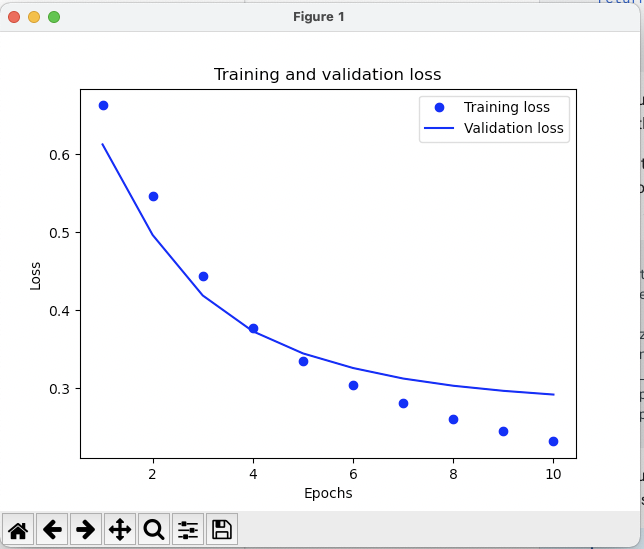 Figure 1
Training and validation loss
Training loss
Validation loss
0.6
0.5
0.4
0.3
Loss
2 4 6 8 10
Epochs